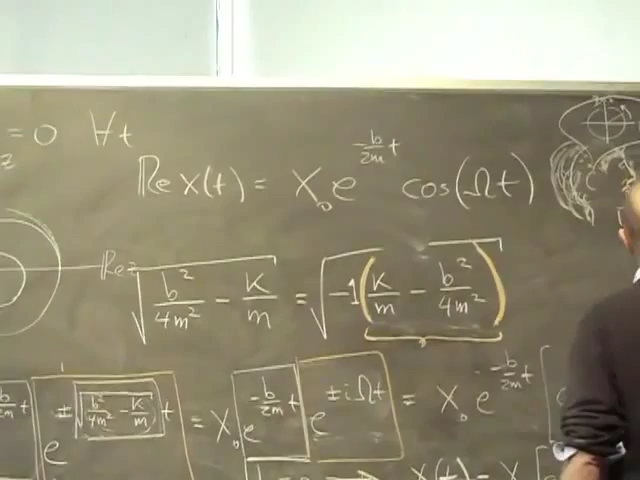 = 0 ∀t
Re x(t) = X₀ e^(-b/2m t) cos(Ωt)
Re z
√(b²/4m² - K/m) = √(-1(K/m - b²/4m²))
e^(±√(b²/4m² - K/m) t) = X₀ e^(-b/2m t) e^(±iΩt) = X₀ e^(-b/2m t) [